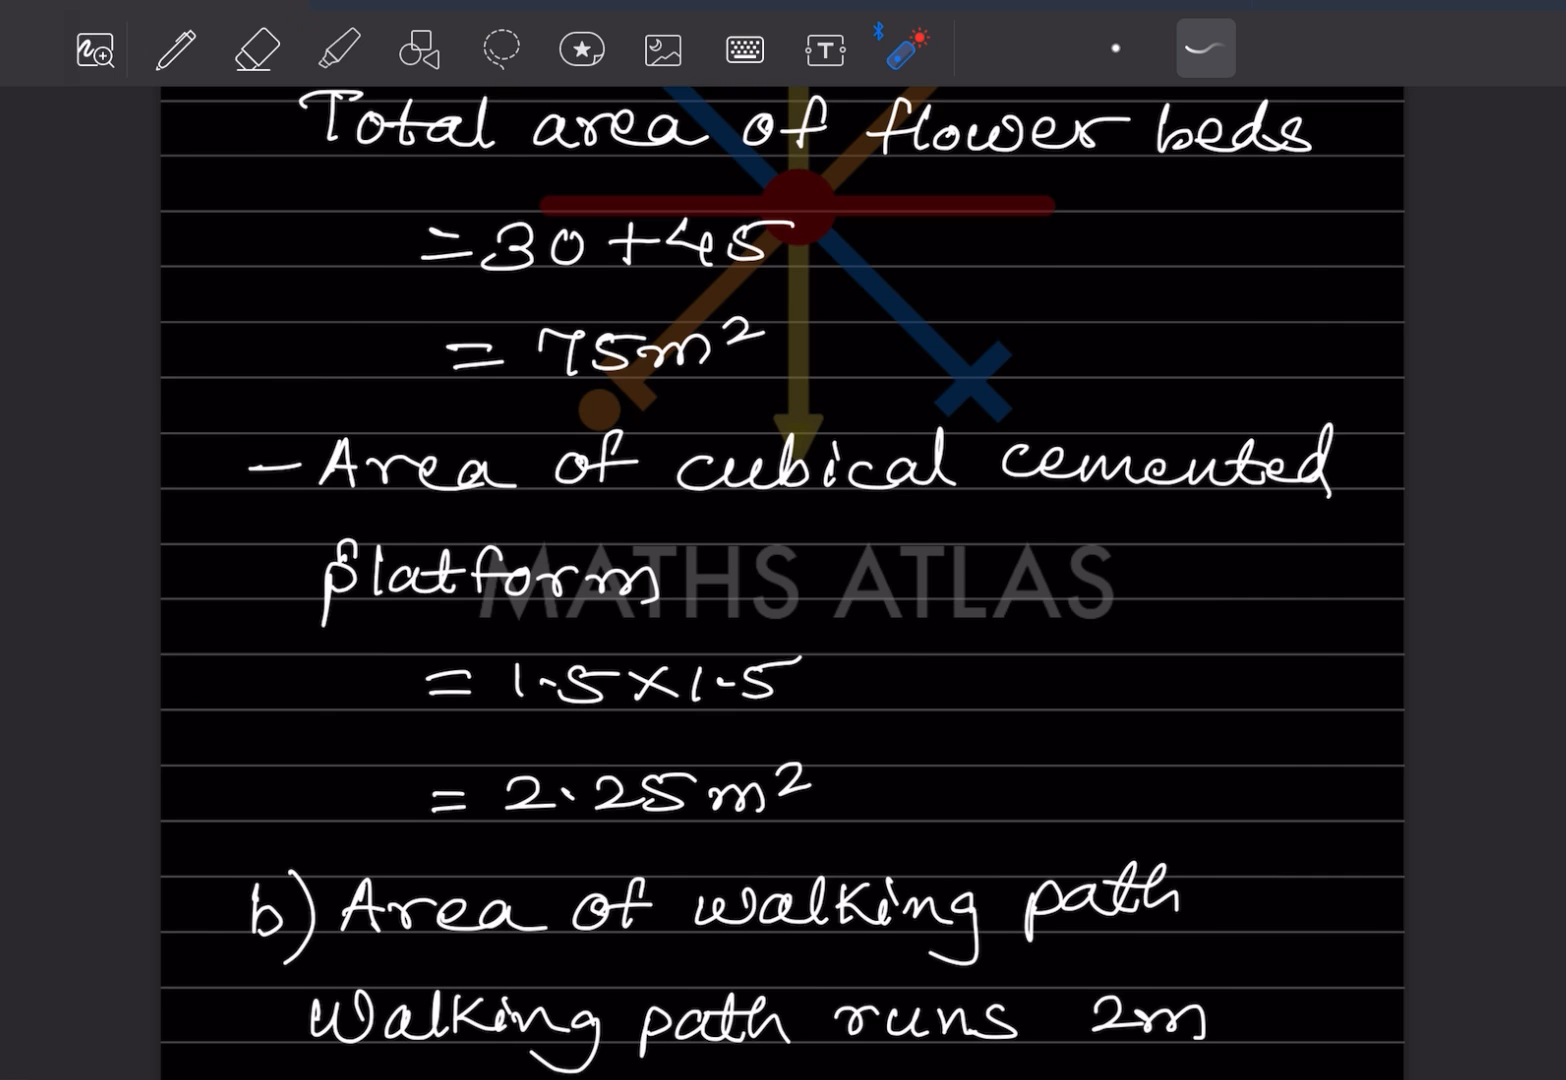 Total area of flower beds
= 30 + 45
= 75m²
- Area of cubical cemented
platform
MATHS ATLAS
= 1.5 × 1.5
= 2.25 m²
b) Area of walking path
Walking path runs 2m